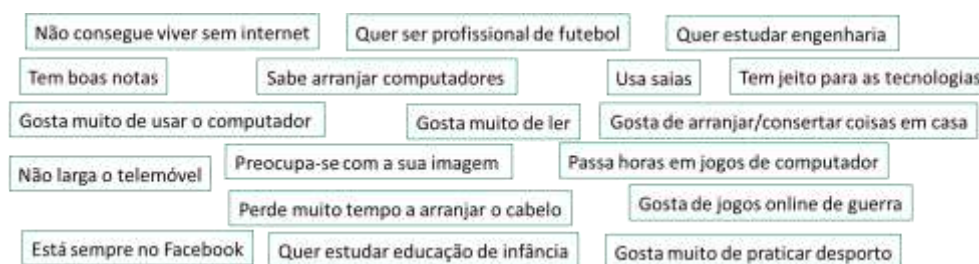 Não consegue viver sem internet
Quer ser profissional de futebol
Quer estudar engenharia
Tem boas notas
Sabe arranjar computadores
Usa saias
Tem jeito para as tecnologias
Gosta muito de usar o computador
Gosta muito de ler
Gosta de arranjar/consertar coisas em casa
Não larga o telemóvel
Preocupa-se com a sua imagem
Passa horas em jogos de computador
Perde muito tempo a arranjar o cabelo
Gosta de jogos online de guerra
Está sempre no Facebook
Quer estudar educação de infância
Gosta muito de praticar desporto